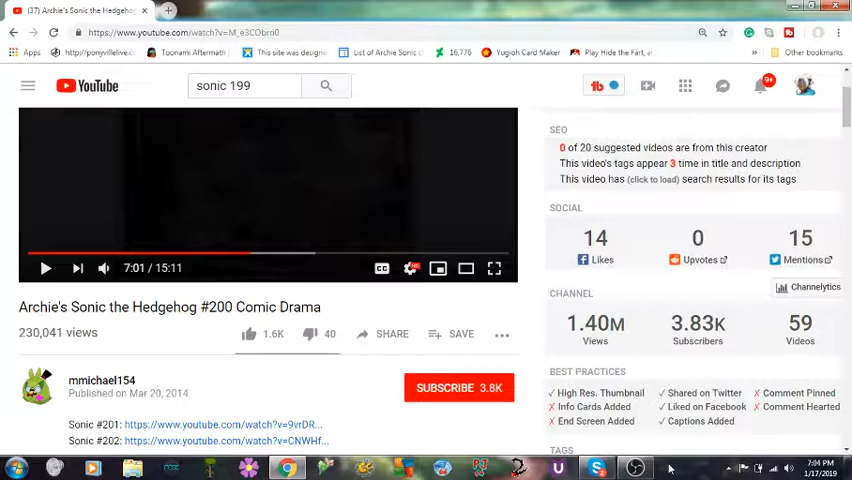 (37) Archie's Sonic the Hedgehog
https://www.youtube.com/watch?v=M_e3CObrri0
Apps
http://ponyvillelive.c
Toonami Aftermath
This site was designe
List of Archie Sonic c
16,776
Yugioh Card Maker
Play Hide the Fart, ar
»
Other bookmarks
YouTube
sonic 199
9+
SEO
0 of 20 suggested videos are from this creator
This video's tags appear 3 time in title and description
This video has (click to load) search results for its tags
SOCIAL
14
0
15
Likes
Upvotes
Mentions
Channelytics
7:01 / 15:11
CC
HD
Archie's Sonic the Hedgehog #200 Comic Drama
230,041 views
1.6K
40
SHARE
SAVE
CHANNEL
1.40M
3.83K
59
Views
Subscribers
Videos
mmichael154
Published on Mar 20, 2014
SUBSCRIBE 3.8K
BEST PRACTICES
✓ High Res. Thumbnail
✓ Shared on Twitter
✗ Comment Pinned
✗ Info Cards Added
✓ Liked on Facebook
✗ Comment Hearted
✗ End Screen Added
✓ Captions Added
Sonic #201: https://www.youtube.com/watch?v=9vrDR...
Sonic #202: https://www.youtube.com/watch?v=CNWHf...
TAGS
7:04 PM
1/17/2019